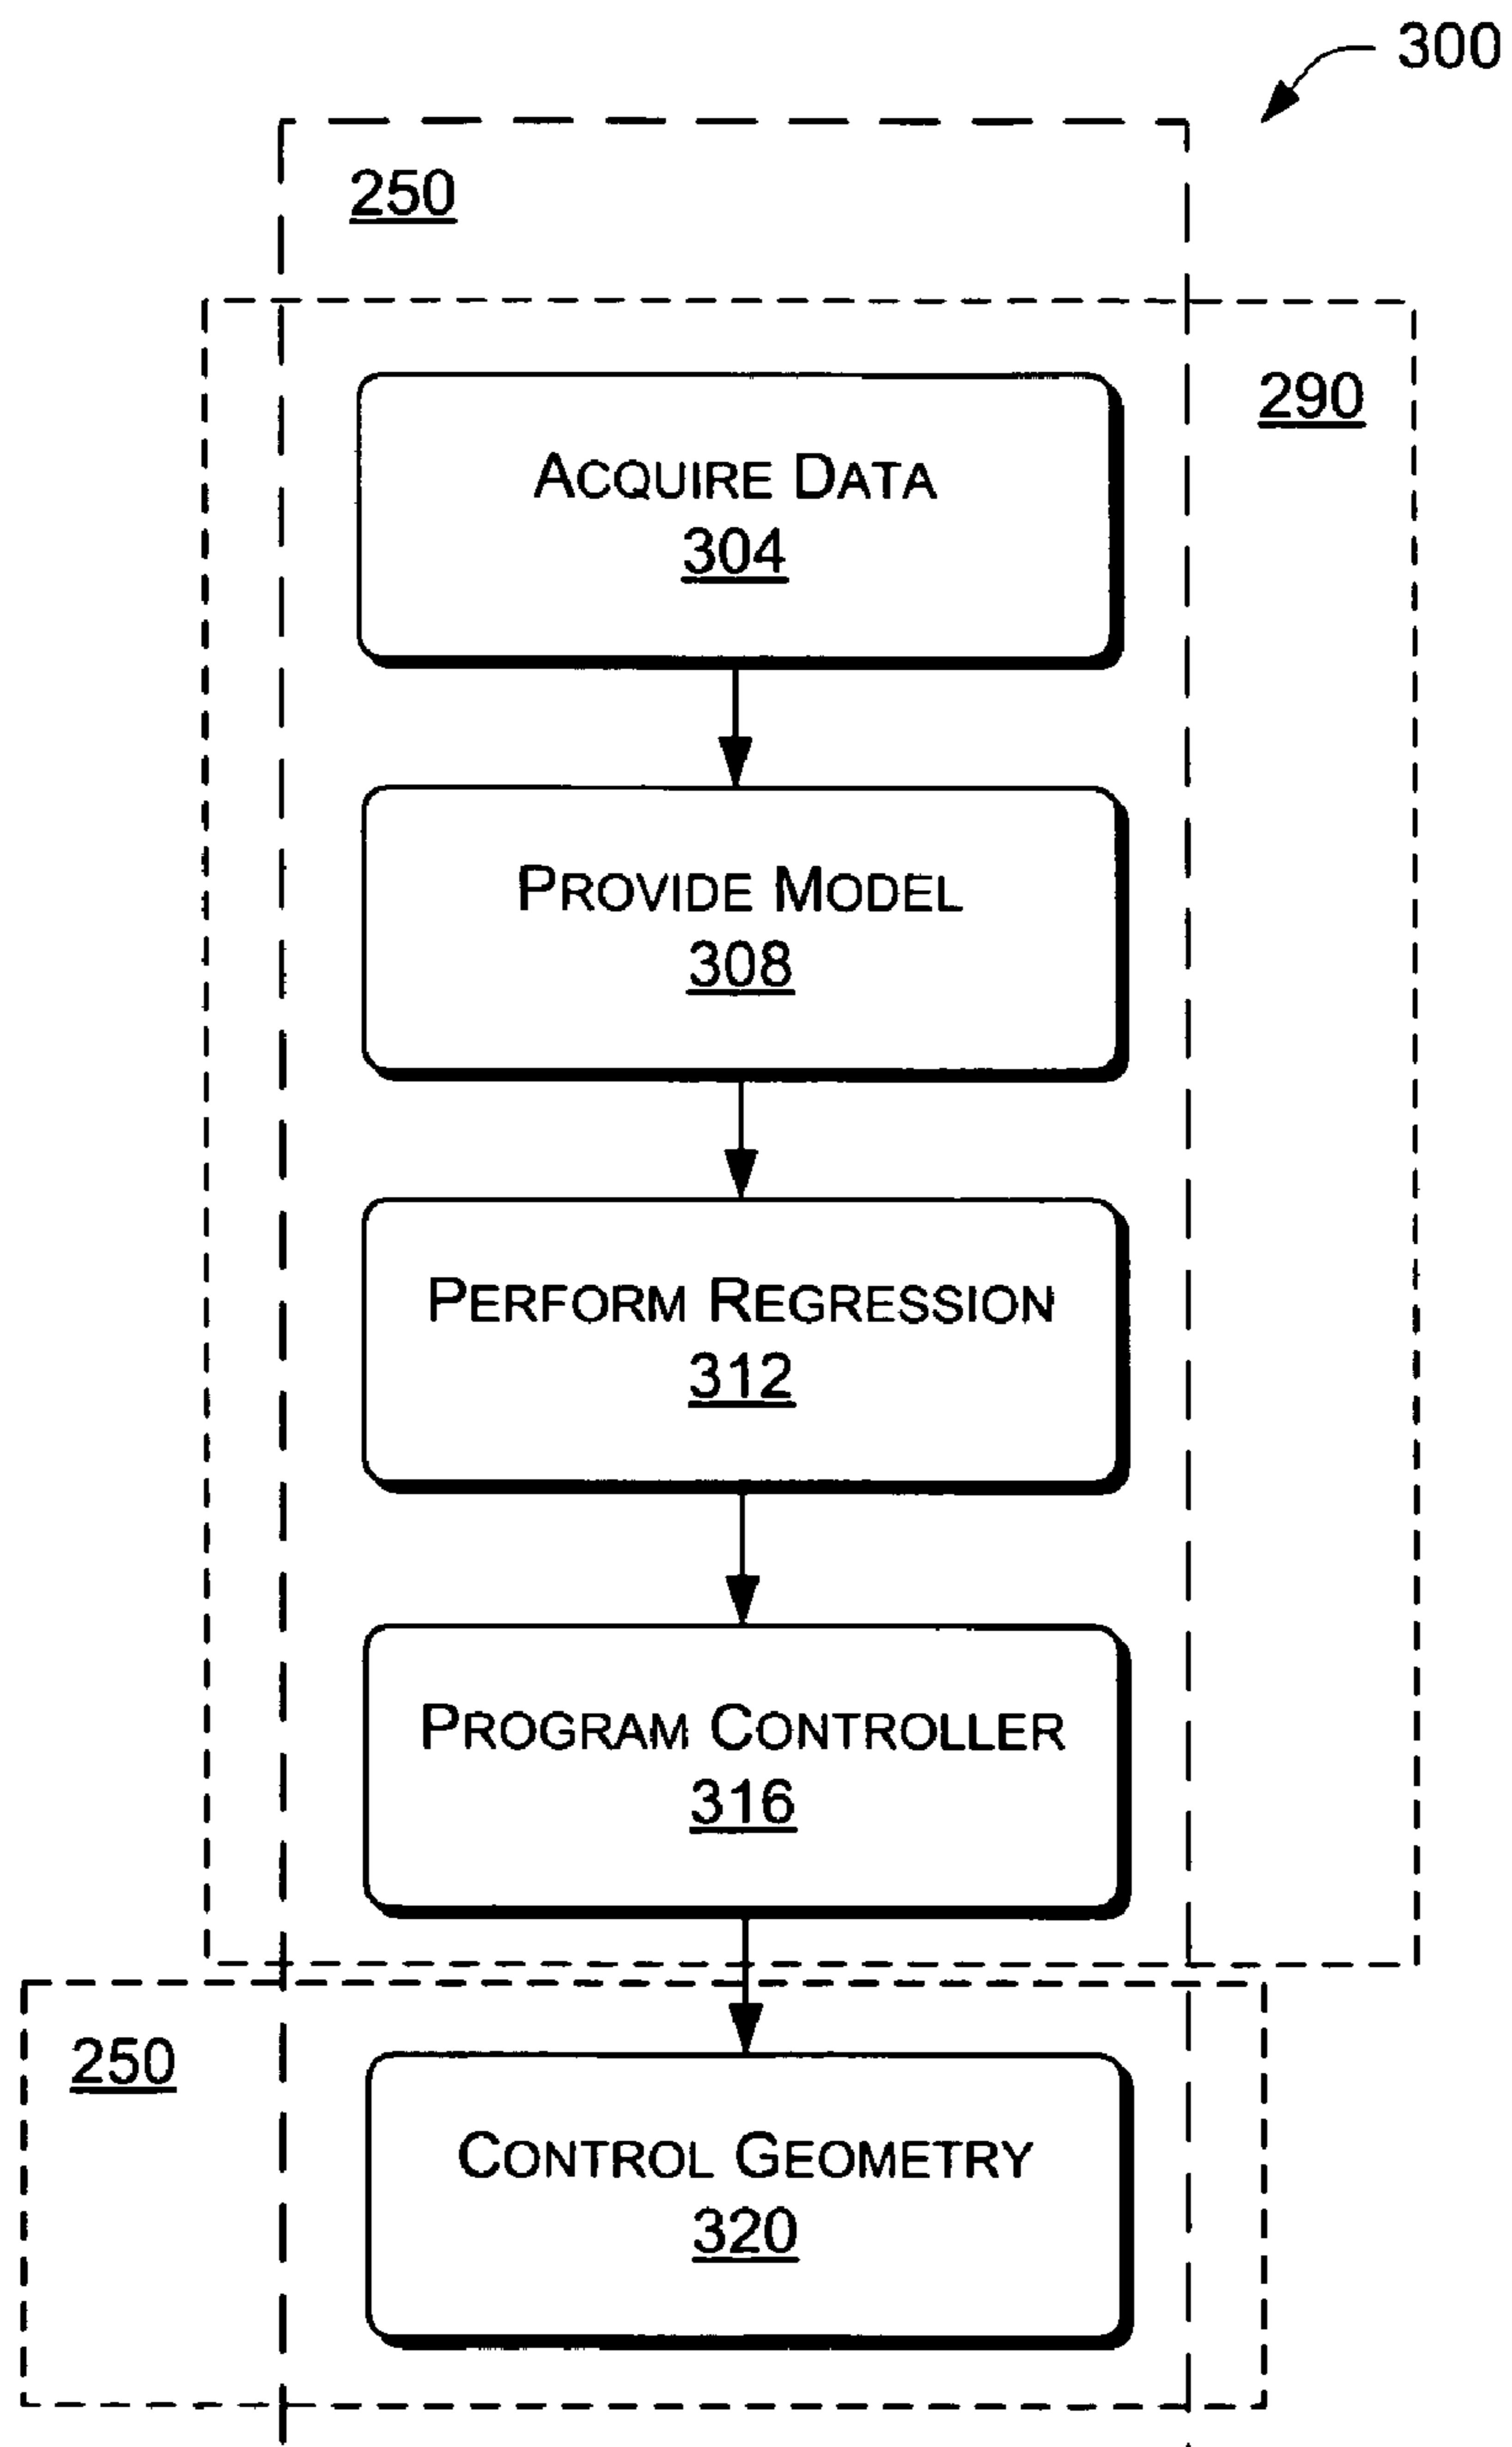 300
250
290
ACQUIRE DATA
304
PROVIDE MODEL
308
PERFORM REGRESSION
312
PROGRAM CONTROLLER
316
250
CONTROL GEOMETRY
320